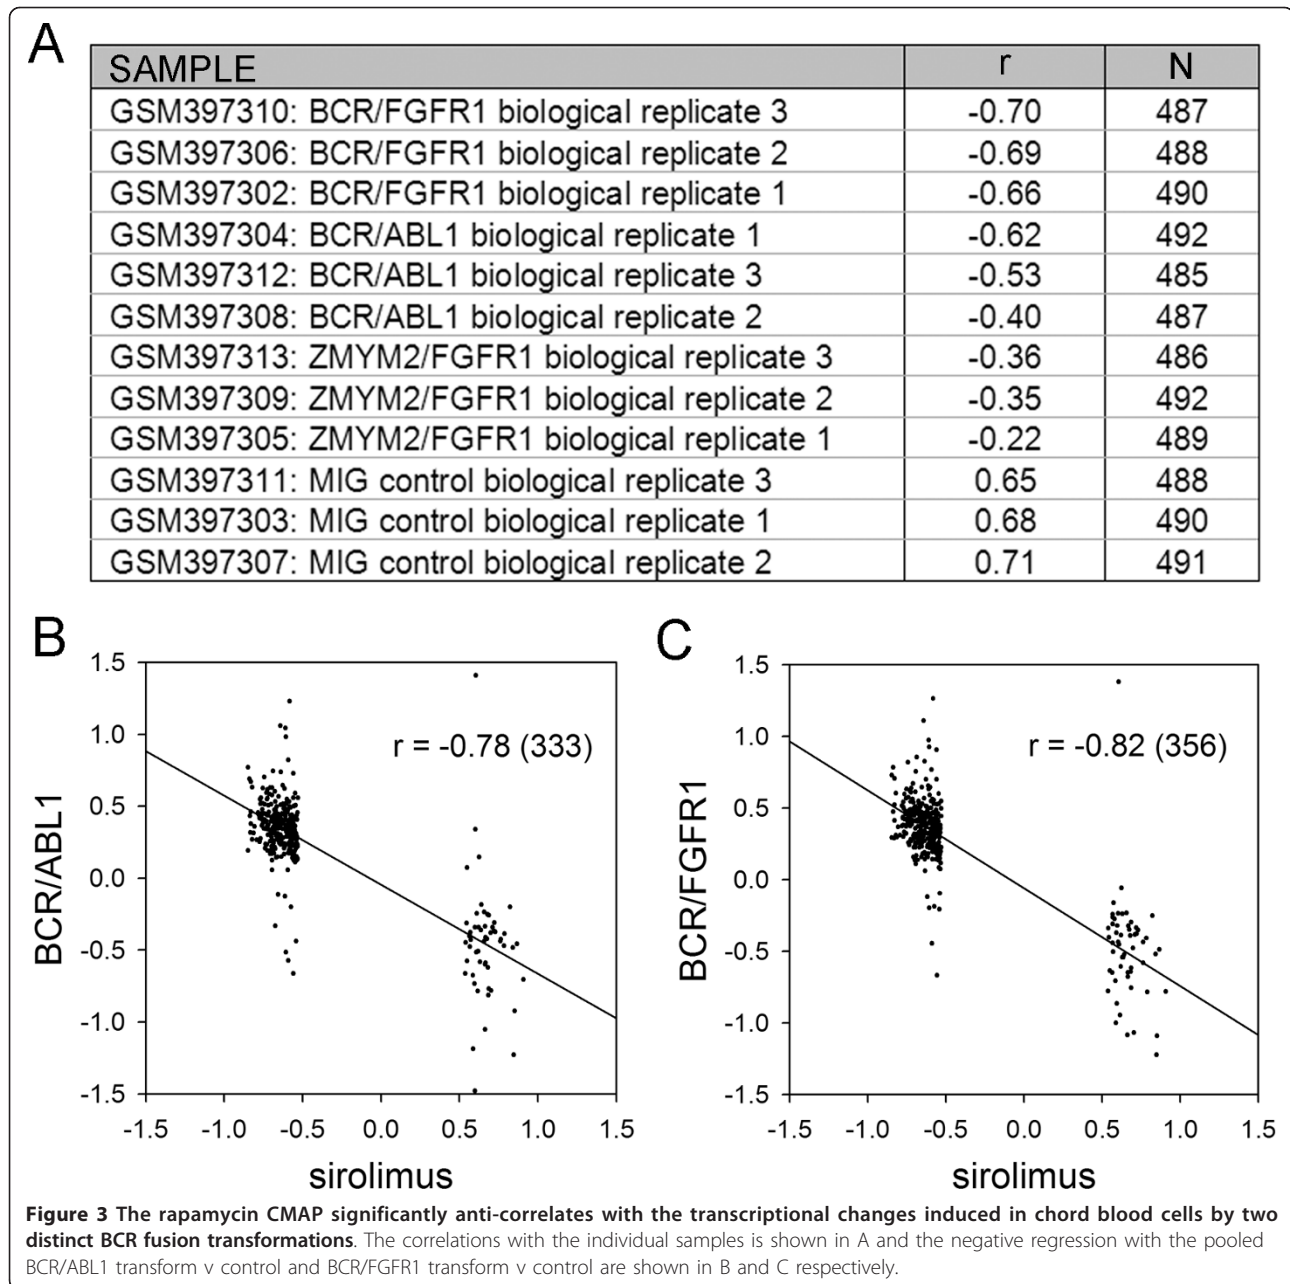 A
SAMPLE r N
GSM397310: BCR/FGFR1 biological replicate 3 -0.70 487
GSM397306: BCR/FGFR1 biological replicate 2 -0.69 488
GSM397302: BCR/FGFR1 biological replicate 1 -0.66 490
GSM397304: BCR/ABL1 biological replicate 1 -0.62 492
GSM397312: BCR/ABL1 biological replicate 3 -0.53 485
GSM397308: BCR/ABL1 biological replicate 2 -0.40 487
GSM397313: ZMYM2/FGFR1 biological replicate 3 -0.36 486
GSM397309: ZMYM2/FGFR1 biological replicate 2 -0.35 492
GSM397305: ZMYM2/FGFR1 biological replicate 1 -0.22 489
GSM397311: MIG control biological replicate 3 0.65 488
GSM397303: MIG control biological replicate 1 0.68 490
GSM397307: MIG control biological replicate 2 0.71 491
B
1.5
1.0
0.5
0.0
-0.5
-1.0
-1.5
BCR/ABL1
r = -0.78 (333)
-1.5 -1.0 -0.5 0.0 0.5 1.0 1.5
sirolimus
C
1.5
1.0
0.5
0.0
-0.5
-1.0
-1.5
BCR/FGFR1
r = -0.82 (356)
-1.5 -1.0 -0.5 0.0 0.5 1.0 1.5
sirolimus
Figure 3 The rapamycin CMAP significantly anti-correlates with the transcriptional changes induced in chord blood cells by two
distinct BCR fusion transformations. The correlations with the individual samples is shown in A and the negative regression with the pooled
BCR/ABL1 transform v control and BCR/FGFR1 transform v control are shown in B and C respectively.